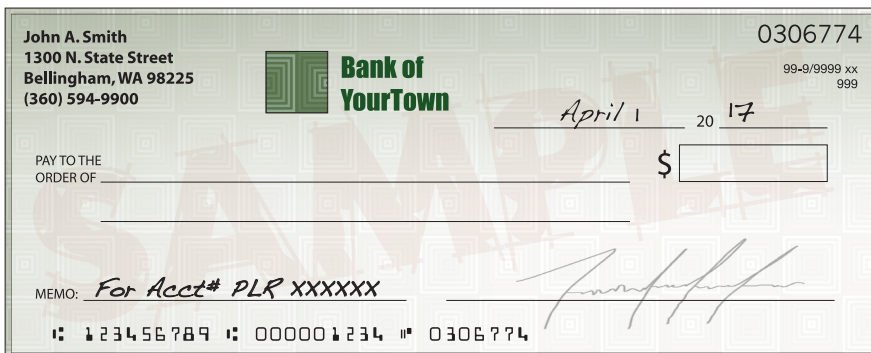 John A. Smith
1300 N. State Street
Bellingham, WA 98225
(360) 594-9900
Bank of
YourTown
0306774
99-9/9999 xx
999
April 1 20 17
PAY TO THE
ORDER OF
$
SAMPLE
MEMO: For Acct# PLR XXXXXX
⑆ 123456789 ⑆ 000001234 ⑈ 0306774